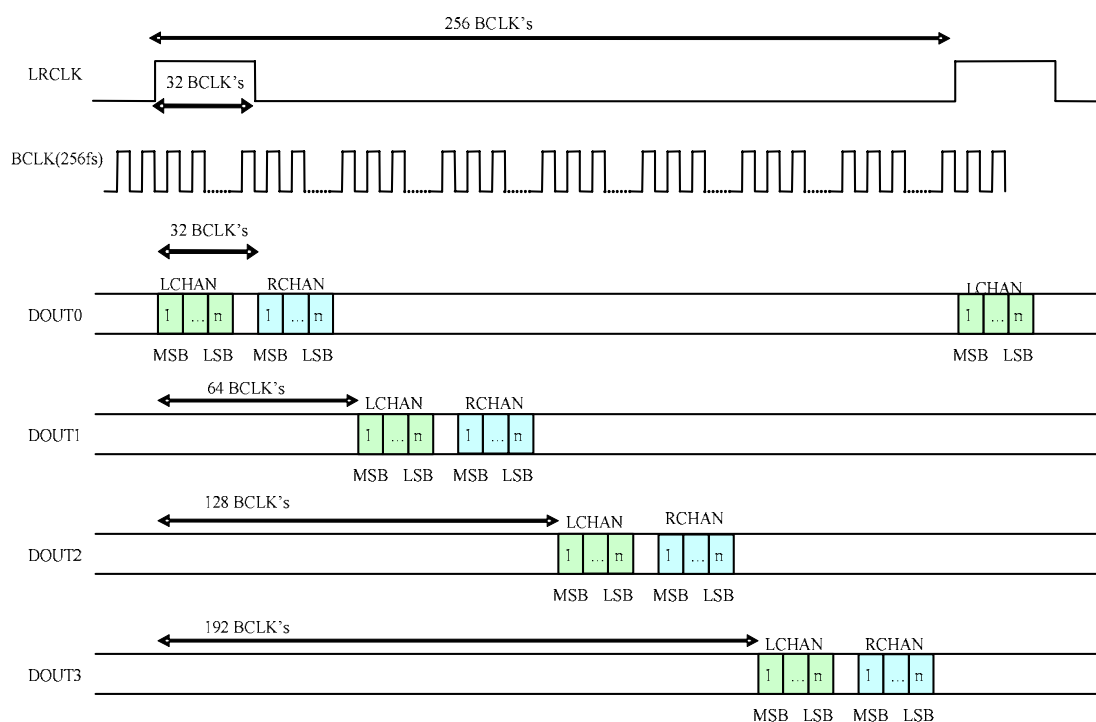 256 BCLK's
LRCLK
32 BCLK's
BCLK(256fs)
32 BCLK's
LCHAN RCHAN LCHAN
DOUT0 1 ... n 1 ... n 1 ... n
MSB LSB MSB LSB MSB LSB
64 BCLK's
LCHAN RCHAN
DOUT1 1 ... n 1 ... n
MSB LSB MSB LSB
128 BCLK's
LCHAN RCHAN
DOUT2 1 ... n 1 ... n
MSB LSB MSB LSB
192 BCLK's
LCHAN RCHAN
DOUT3 1 ... n 1 ... n
MSB LSB MSB LSB